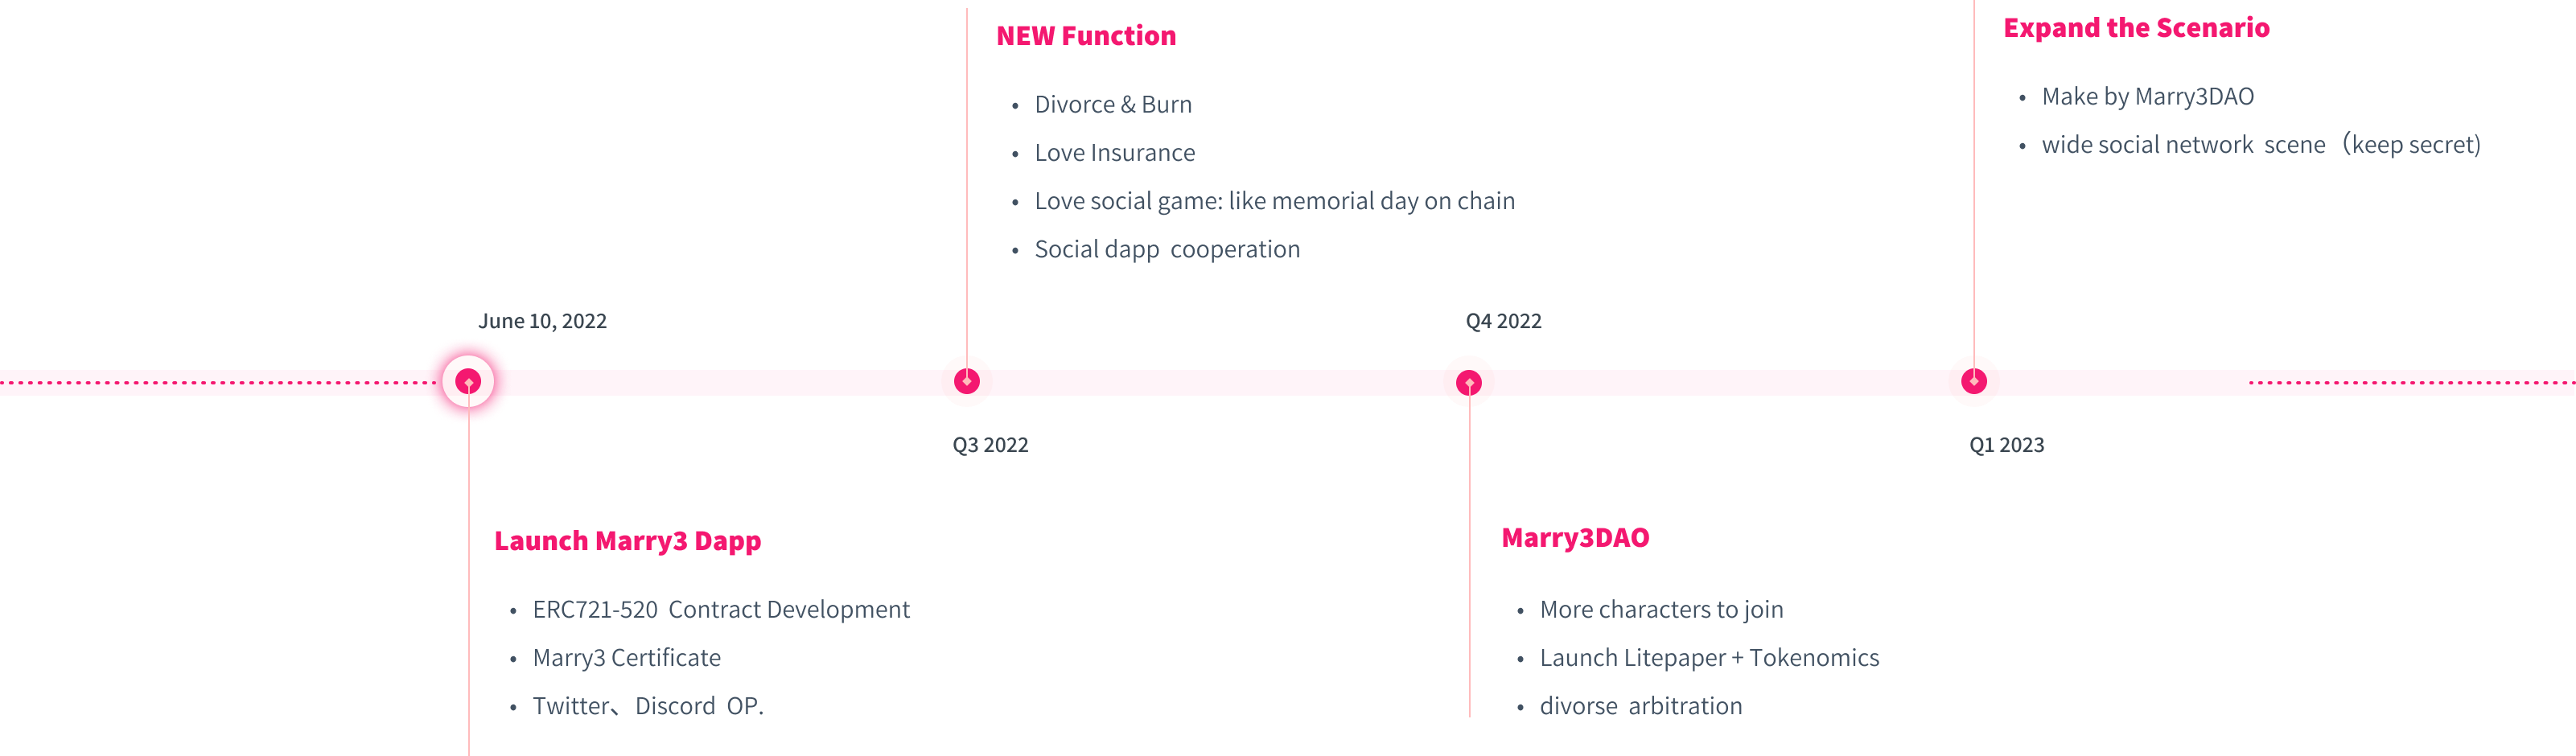 June 10, 2022
Launch Marry3 Dapp
• ERC721-520 Contract Development
• Marry3 Certificate
• Twitter、Discord OP.
NEW Function
• Divorce & Burn
• Love Insurance
• Love social game: like memorial day on chain
• Social dapp cooperation
Q3 2022
Q4 2022
Marry3DAO
• More characters to join
• Launch Litepaper + Tokenomics
• divorse arbitration
Expand the Scenario
• Make by Marry3DAO
• wide social network scene（keep secret)
Q1 2023